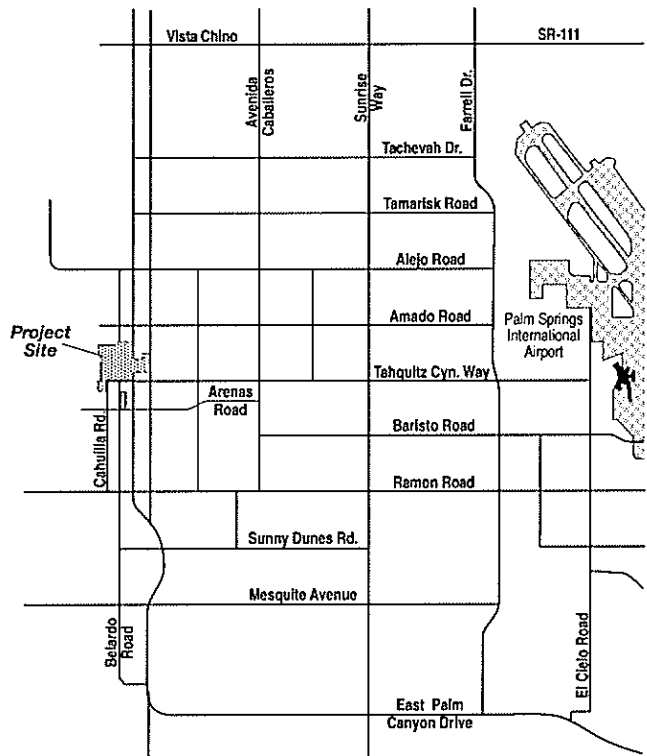 Vista Chino
SR-111
Avenida
Caballeros
Sunrise
Way
Farrell Dr.
Tachevah Dr.
Tamarisk Road
Alejo Road
Amado Road
Palm Springs
International
Airport
Project
Site
Tahquitz Cyn. Way
Arenas
Road
Cahuilla Rd.
Baristo Road
Ramon Road
Sunny Dunes Rd.
Mesquite Avenue
Belardo
Road
El Cielo Road
East Palm
Canyon Drive